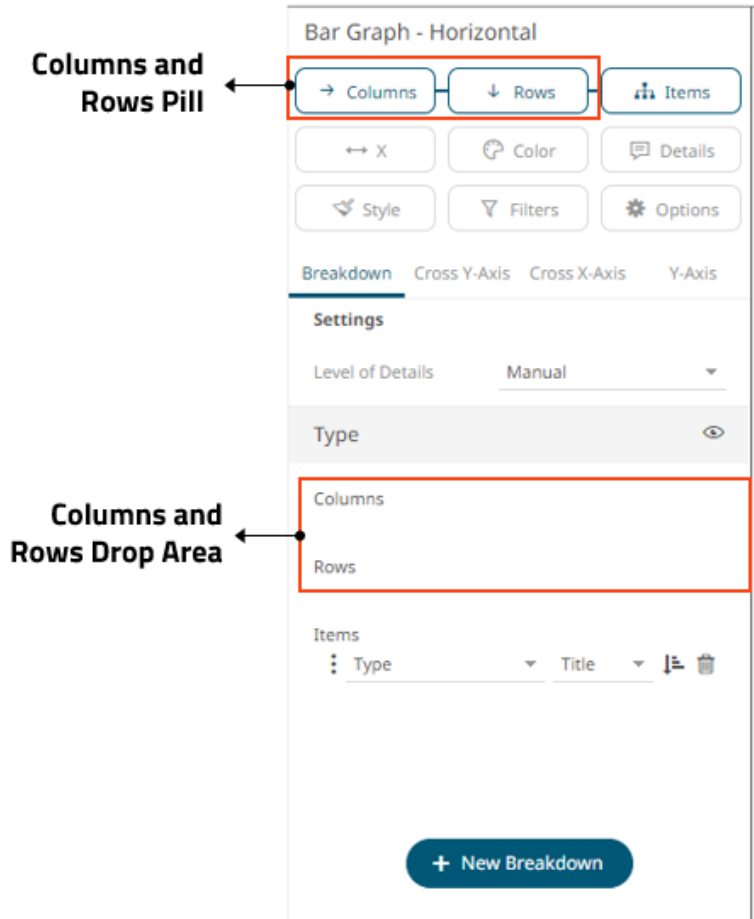 Bar Graph - Horizontal
Columns and
Rows Pill
Columns
Rows
Items
X
Color
Details
Style
Filters
Options
Breakdown
Cross Y-Axis
Cross X-Axis
Y-Axis
Settings
Level of Details
Manual
Type
Columns and
Rows Drop Area
Columns
Rows
Items
Type
Title
+ New Breakdown